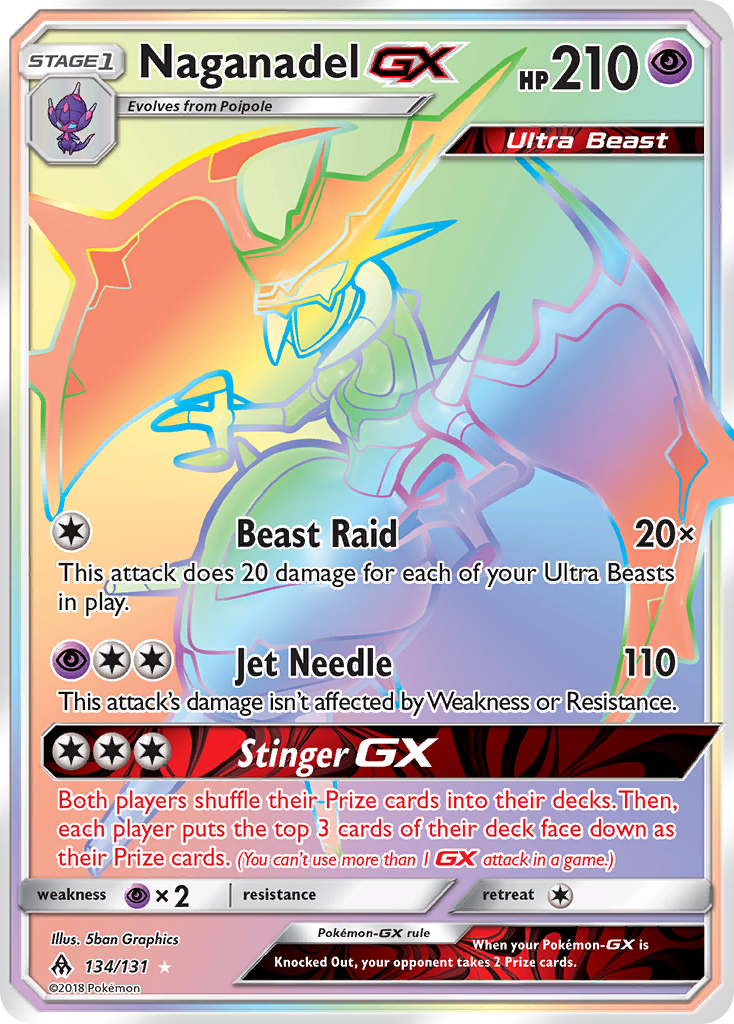 STAGE 1 Naganadel GX HP 210
Evolves from Poipole
Ultra Beast
Beast Raid 20×
This attack does 20 damage for each of your Ultra Beasts
in play.
Jet Needle 110
This attack's damage isn't affected by Weakness or Resistance.
Stinger GX
Both players shuffle their Prize cards into their decks. Then,
each player puts the top 3 cards of their deck face down as
their Prize cards. (You can't use more than 1 GX attack in a game.)
weakness × 2 resistance retreat
Illus. 5ban Graphics
134/131
©2018 Pokémon
Pokémon-GX rule
When your Pokémon-GX is
Knocked Out, your opponent takes 2 Prize cards.